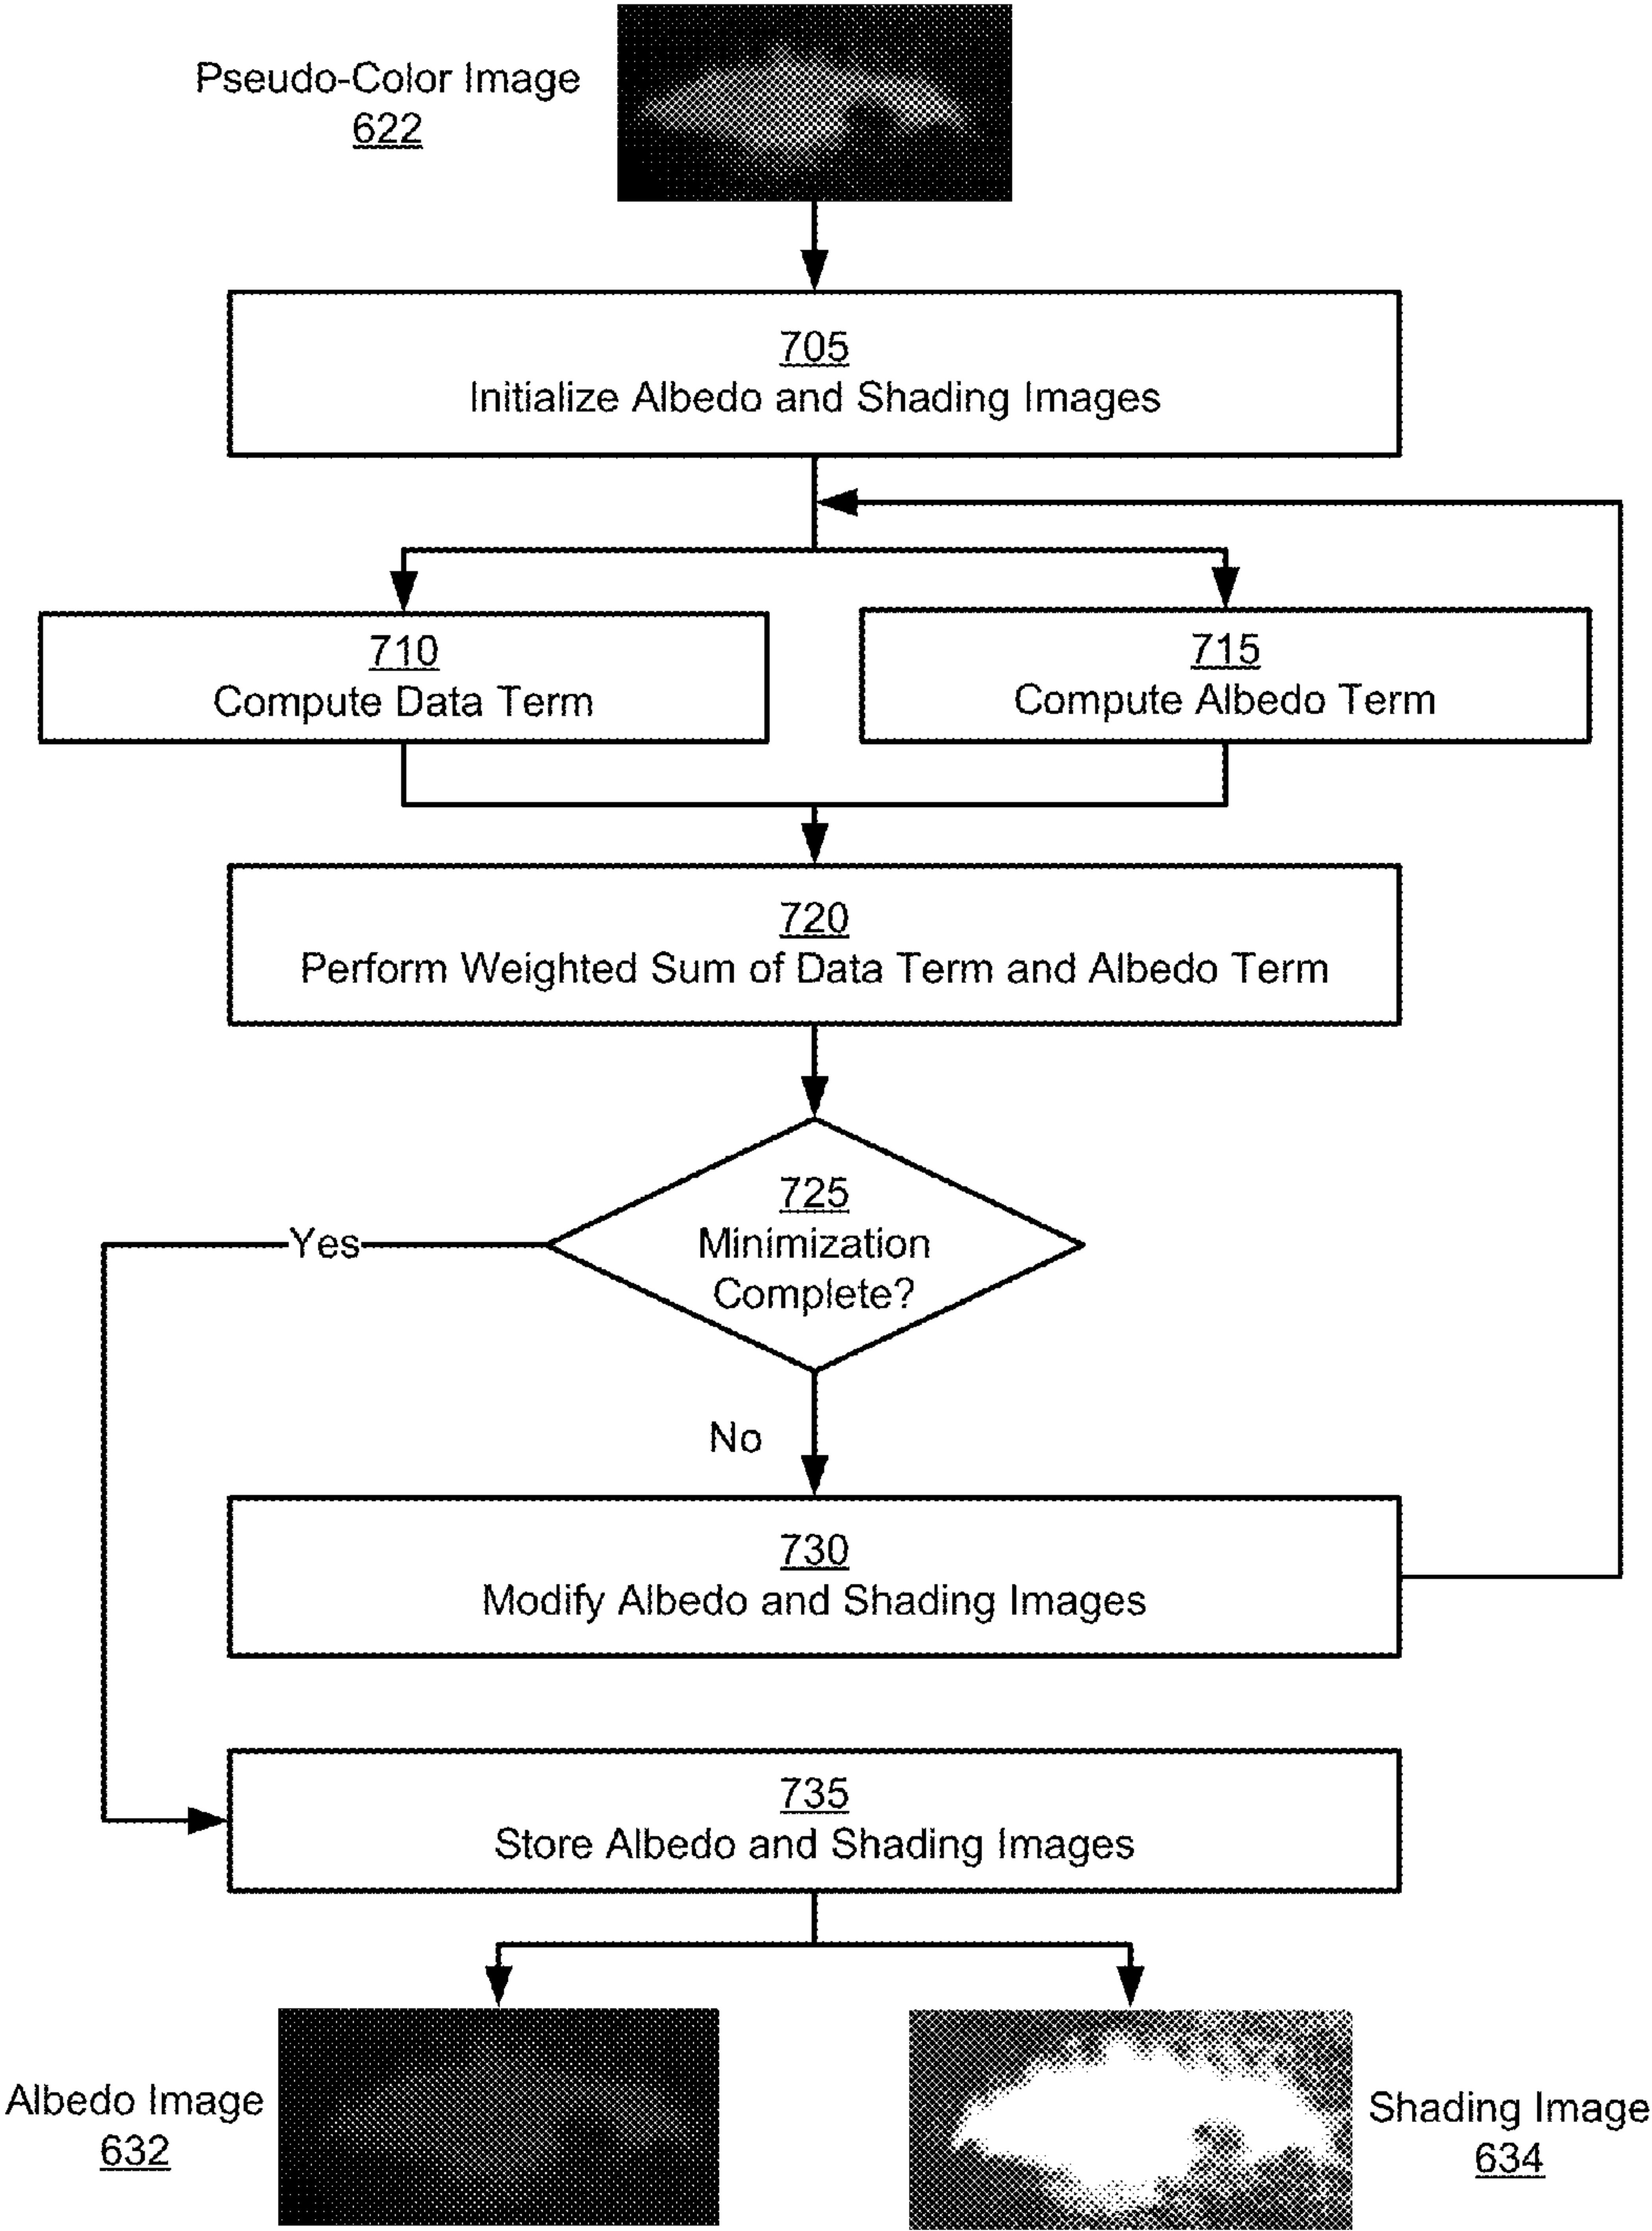 Pseudo-Color Image
622
705
Initialize Albedo and Shading Images
710
Compute Data Term
715
Compute Albedo Term
720
Perform Weighted Sum of Data Term and Albedo Term
725
Minimization
Complete?
Yes
No
730
Modify Albedo and Shading Images
735
Store Albedo and Shading Images
Albedo Image
632
Shading Image
634